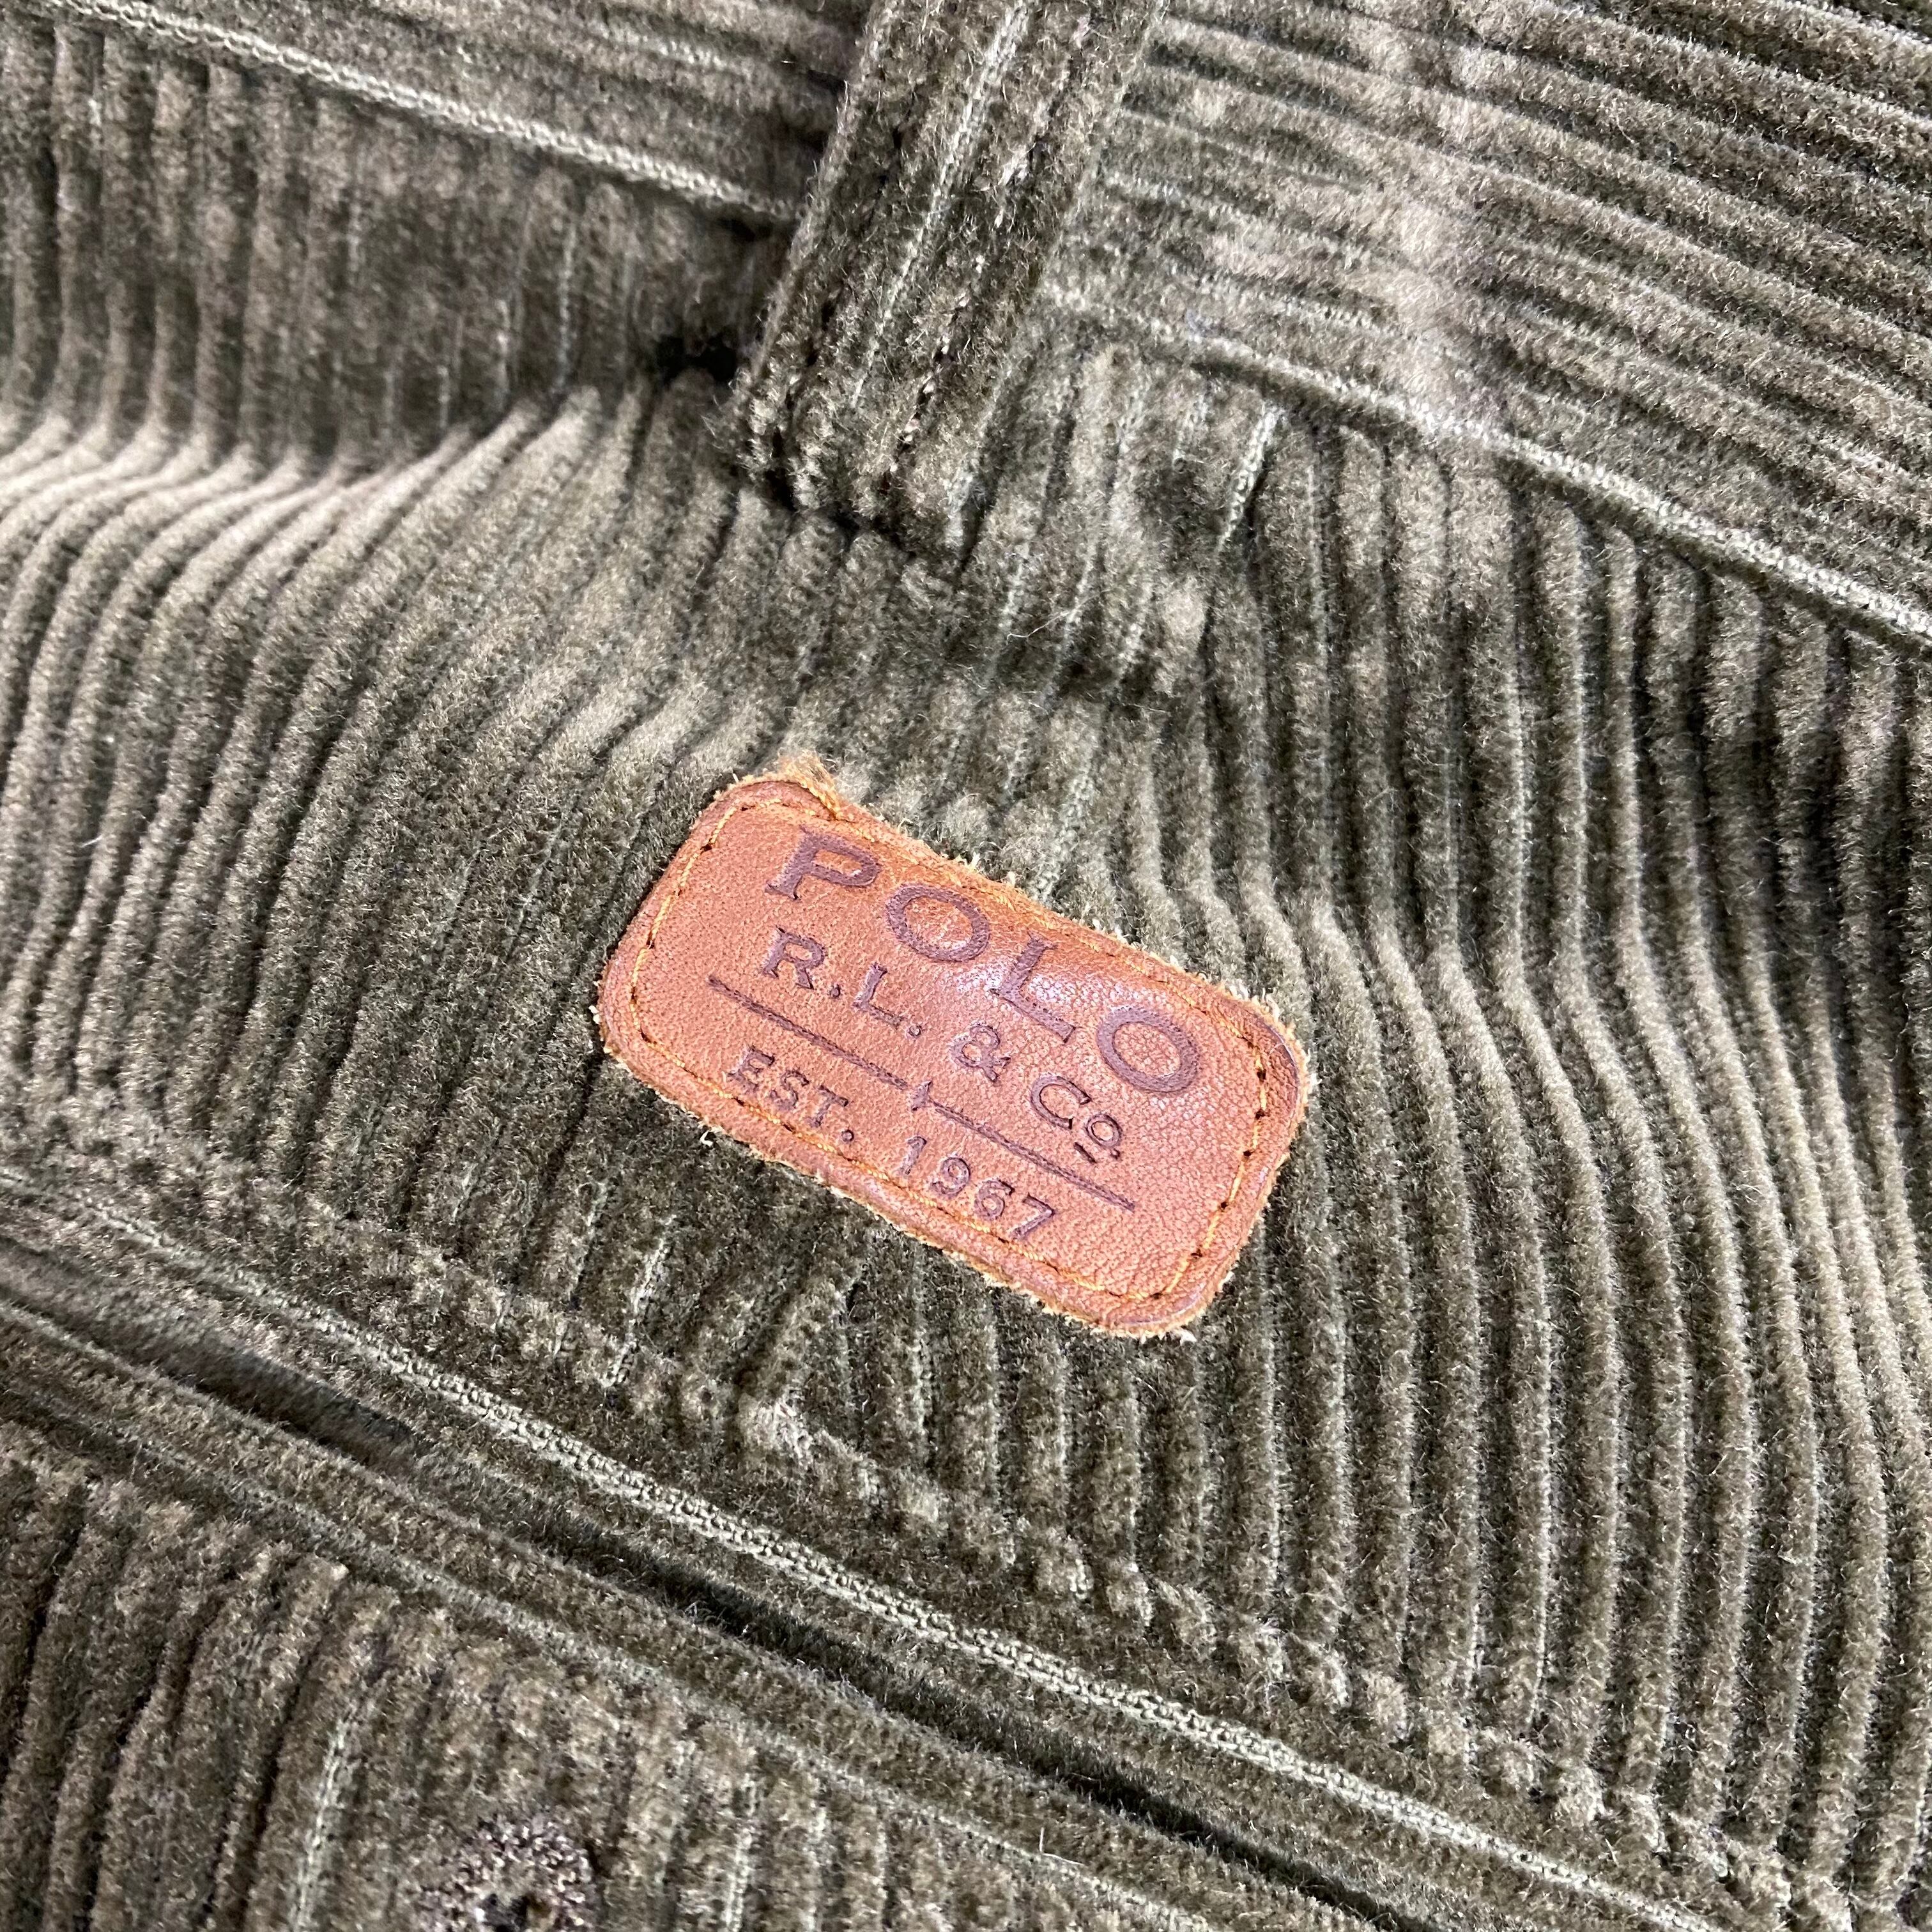 POLO
R.L. & Co.
EST. 1967